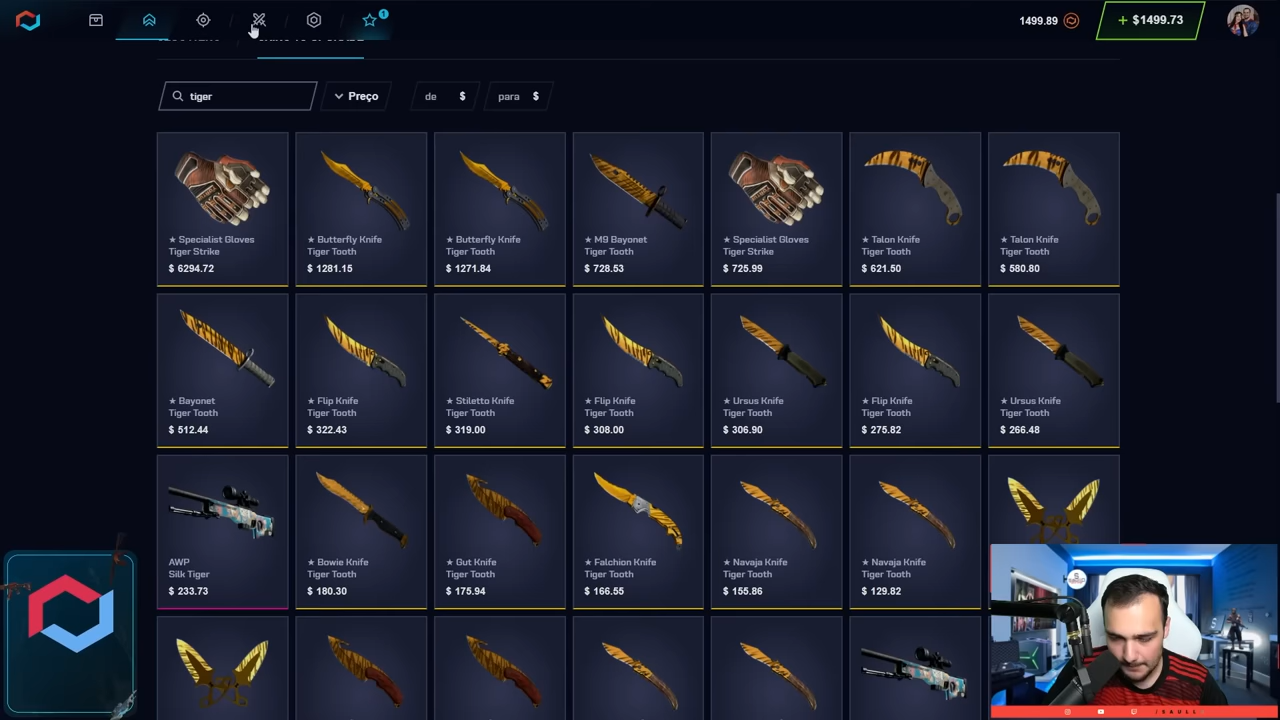 1
1499.89
+ $1499.73
tiger
Preço
de $
para $
★ Specialist Gloves
Tiger Strike
$ 6294.72
★ Butterfly Knife
Tiger Tooth
$ 1281.15
★ Butterfly Knife
Tiger Tooth
$ 1271.84
★ M9 Bayonet
Tiger Tooth
$ 728.53
★ Specialist Gloves
Tiger Strike
$ 725.99
★ Talon Knife
Tiger Tooth
$ 621.50
★ Talon Knife
Tiger Tooth
$ 580.80
★ Bayonet
Tiger Tooth
$ 512.44
★ Flip Knife
Tiger Tooth
$ 322.43
★ Stiletto Knife
Tiger Tooth
$ 319.00
★ Flip Knife
Tiger Tooth
$ 308.00
★ Ursus Knife
Tiger Tooth
$ 306.90
★ Flip Knife
Tiger Tooth
$ 275.82
★ Ursus Knife
Tiger Tooth
$ 266.48
AWP
Silk Tiger
$ 233.73
★ Bowie Knife
Tiger Tooth
$ 180.30
★ Gut Knife
Tiger Tooth
$ 175.94
★ Falchion Knife
Tiger Tooth
$ 166.55
★ Navaja Knife
Tiger Tooth
$ 155.86
★ Navaja Knife
Tiger Tooth
$ 129.82
/SAULL